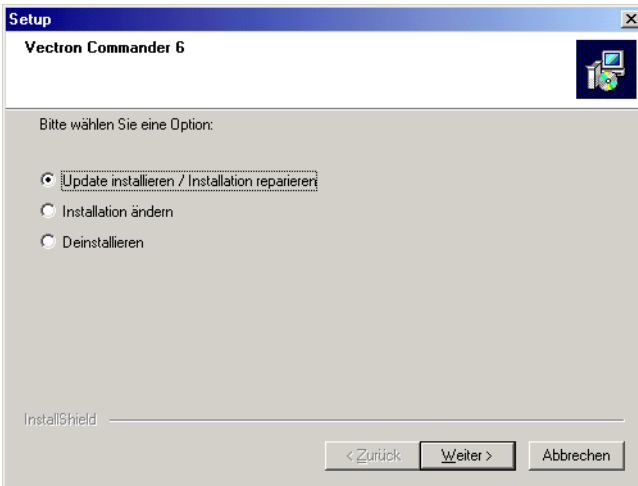 Setup
Vectron Commander 6
Bitte wählen Sie eine Option:
Update installieren / Installation reparieren
Installation ändern
Deinstallieren
InstallShield
< Zurück
Weiter >
Abbrechen